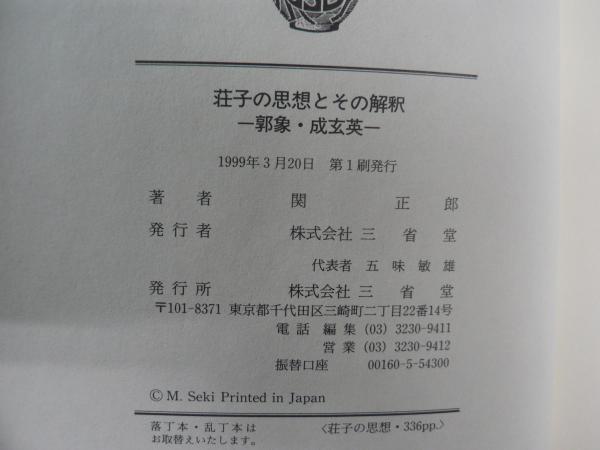 荘子の思想とその解釈
―郭象・成玄英―
1999年3月20日 第1刷発行
著者 関正郎
発行者 株式会社 三省堂
代表者 五味敏雄
発行所 株式会社 三省堂
〒101-8371 東京都千代田区三崎町二丁目22番14号
電話 編集 (03) 3230-9411
営業 (03) 3230-9412
振替口座 00160-5-54300
© M. Seki Printed in Japan
落丁本・乱丁本は 〈荘子の思想・336pp.〉
お取替えいたします。